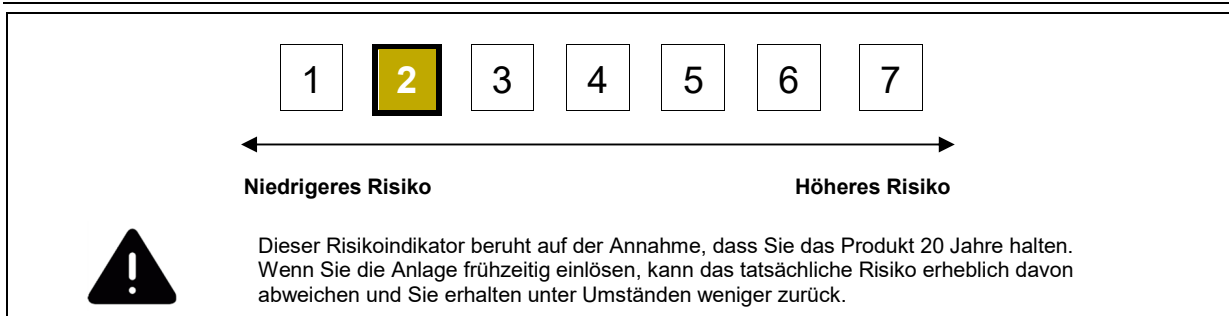 1 2 3 4 5 6 7
Niedrigeres Risiko Höheres Risiko
Dieser Risikoindikator beruht auf der Annahme, dass Sie das Produkt 20 Jahre halten.
Wenn Sie die Anlage frühzeitig einlösen, kann das tatsächliche Risiko erheblich davon
abweichen und Sie erhalten unter Umständen weniger zurück.